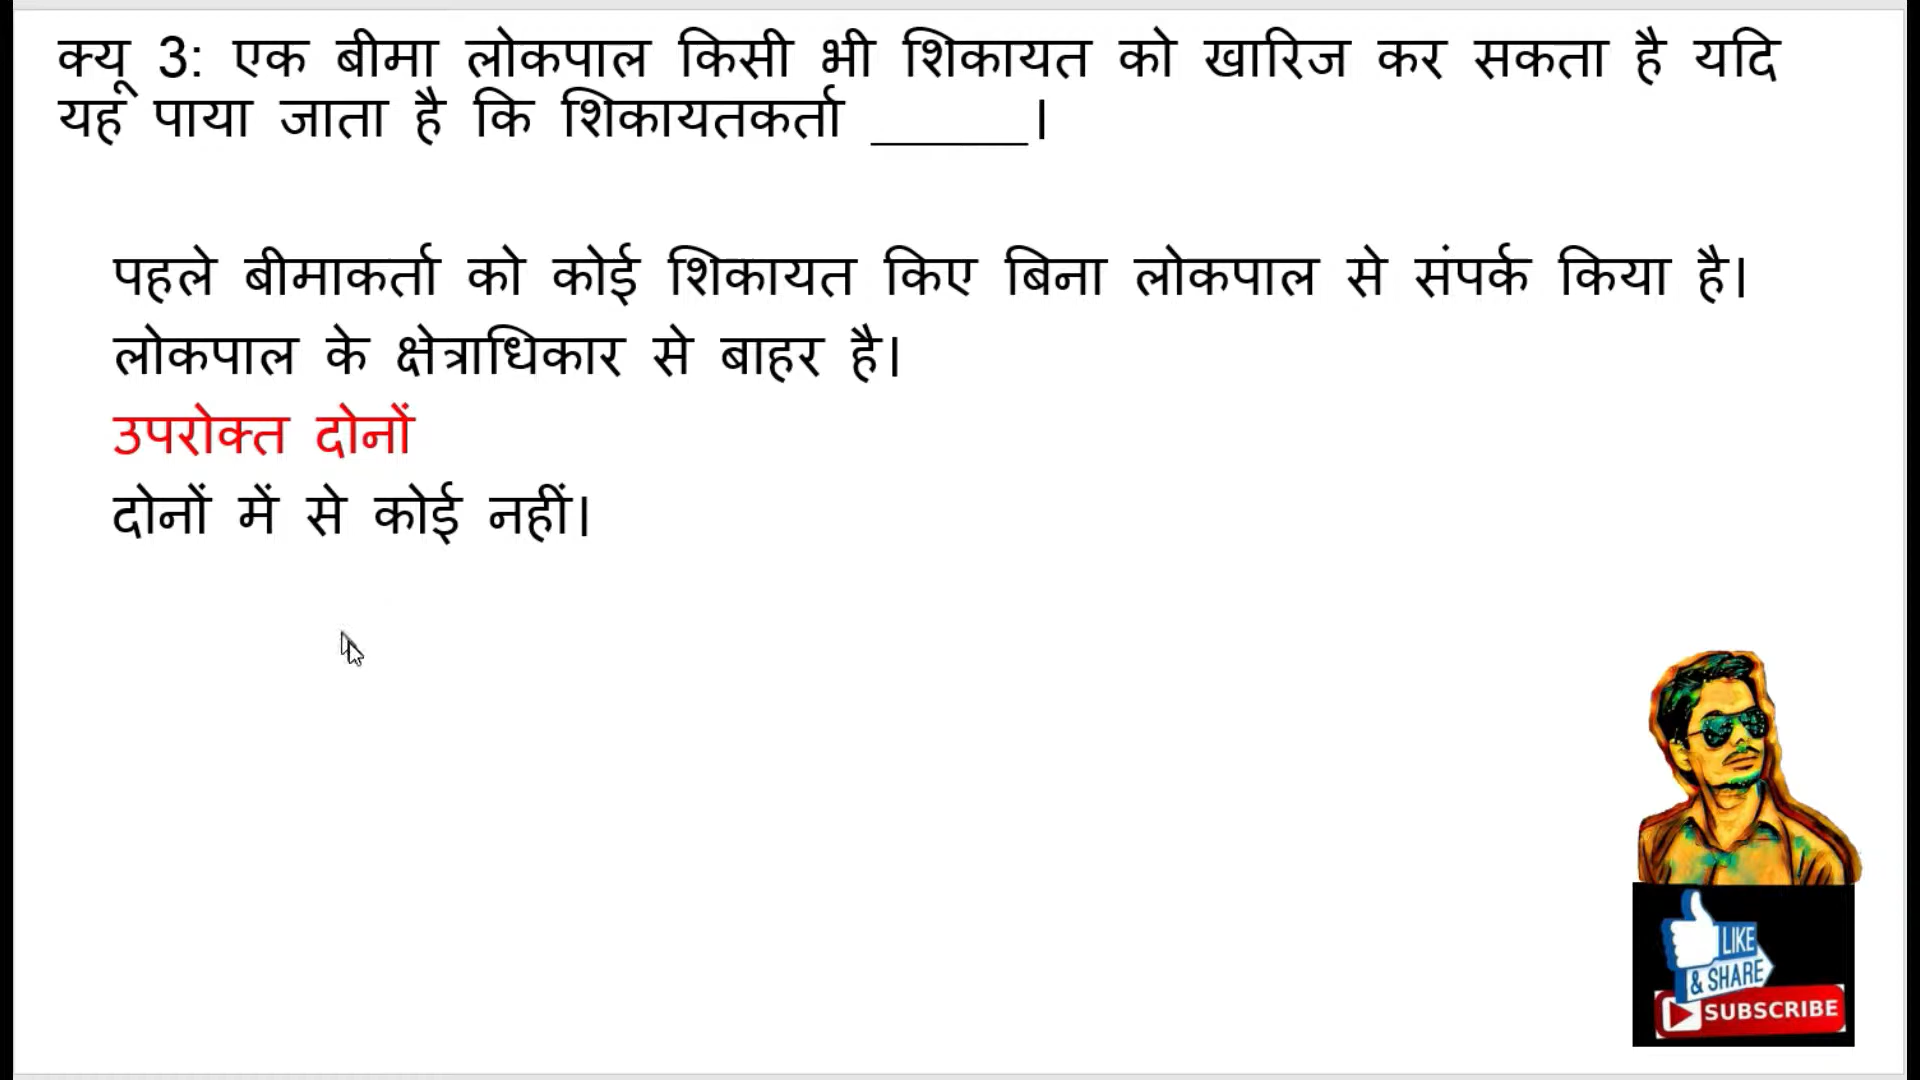 क्यू 3: एक बीमा लोकपाल किसी भी शिकायत को खारिज कर सकता है यदि
यह पाया जाता है कि शिकायतकर्ता ______।
पहले बीमाकर्ता को कोई शिकायत किए बिना लोकपाल से संपर्क किया है।
लोकपाल के क्षेत्राधिकार से बाहर है।
उपरोक्त दोनों
दोनों में से कोई नहीं।
LIKE
& SHARE
SUBSCRIBE